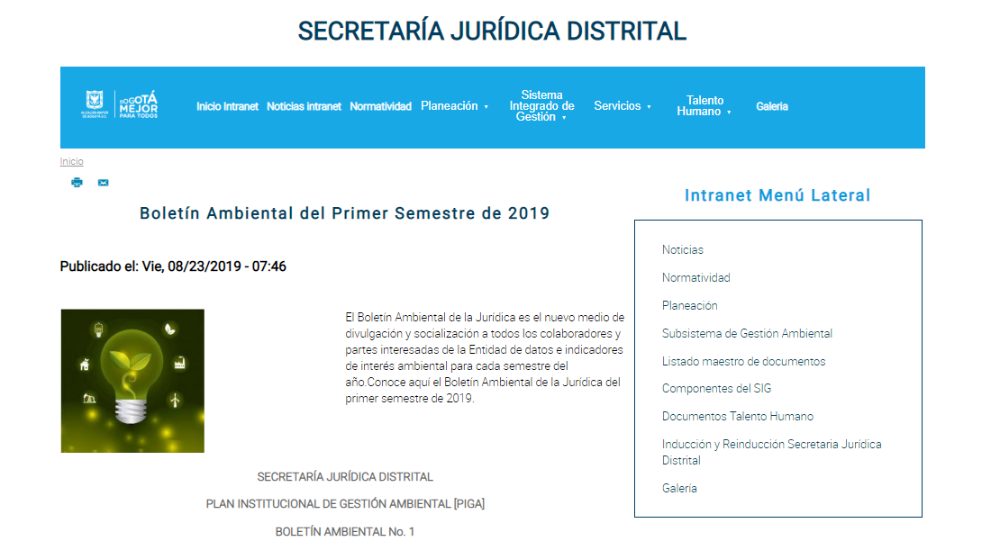 SECRETARÍA JURÍDICA DISTRITAL
ALCALDÍA MAYOR
DE BOGOTÁ D.C.
BOGOTÁ
MEJOR
PARA TODOS
Inicio Intranet Noticias intranet Normatividad Planeación
Sistema
Integrado de
Gestión
Servicios
Talento
Humano
Galeria
Inicio
Boletín Ambiental del Primer Semestre de 2019
Publicado el: Vie, 08/23/2019 - 07:46
El Boletín Ambiental de la Jurídica es el nuevo medio de
divulgación y socialización a todos los colaboradores y
partes interesadas de la Entidad de datos e indicadores
de interés ambiental para cada semestre del
año.Conoce aquí el Boletín Ambiental de la Jurídica del
primer semestre de 2019.
SECRETARÍA JURÍDICA DISTRITAL
PLAN INSTITUCIONAL DE GESTIÓN AMBIENTAL [PIGA]
BOLETÍN AMBIENTAL No. 1
Intranet Menú Lateral
Noticias
Normatividad
Planeación
Subsistema de Gestión Ambiental
Listado maestro de documentos
Componentes del SIG
Documentos Talento Humano
Inducción y Reinducción Secretaria Jurídica
Distrital
Galería